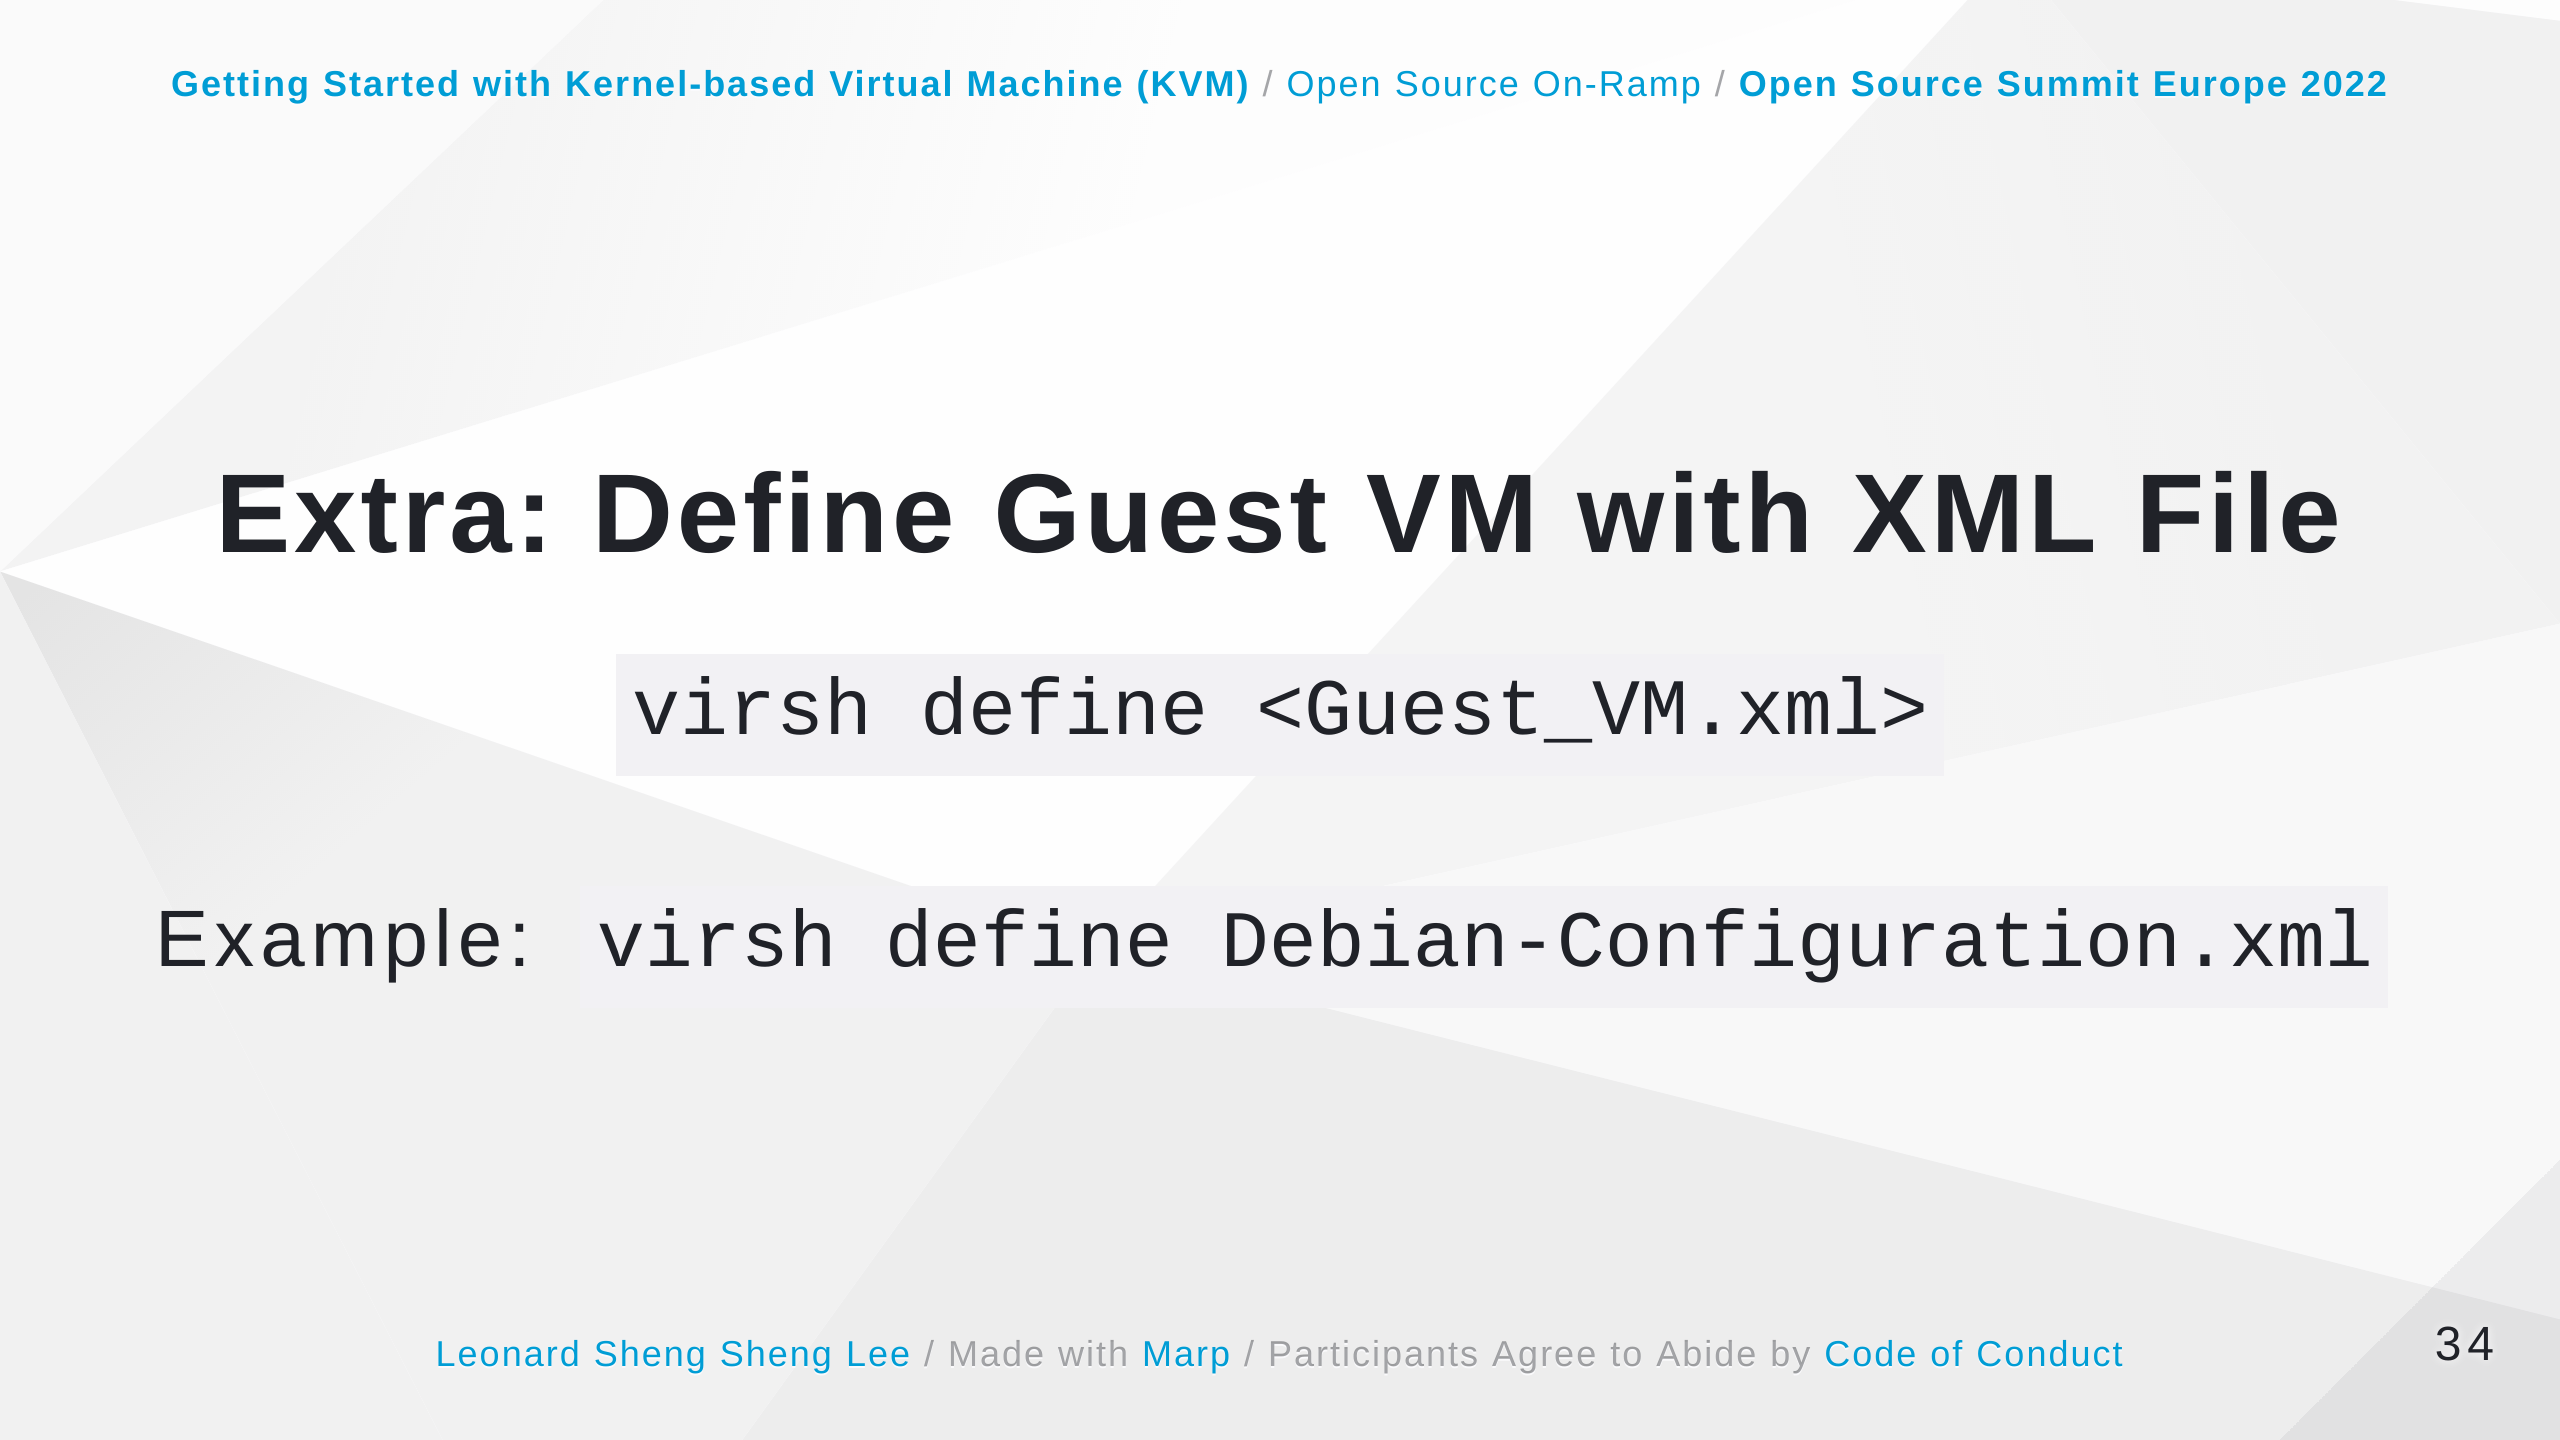 Getting Started with Kernel-based Virtual Machine (KVM) / Open Source On-Ramp / Open Source Summit Europe 2022
Extra: Define Guest VM with XML File
virsh define <Guest_VM.xml>
Example: virsh define Debian-Configuration.xml
Leonard Sheng Sheng Lee / Made with Marp / Participants Agree to Abide by Code of Conduct
34